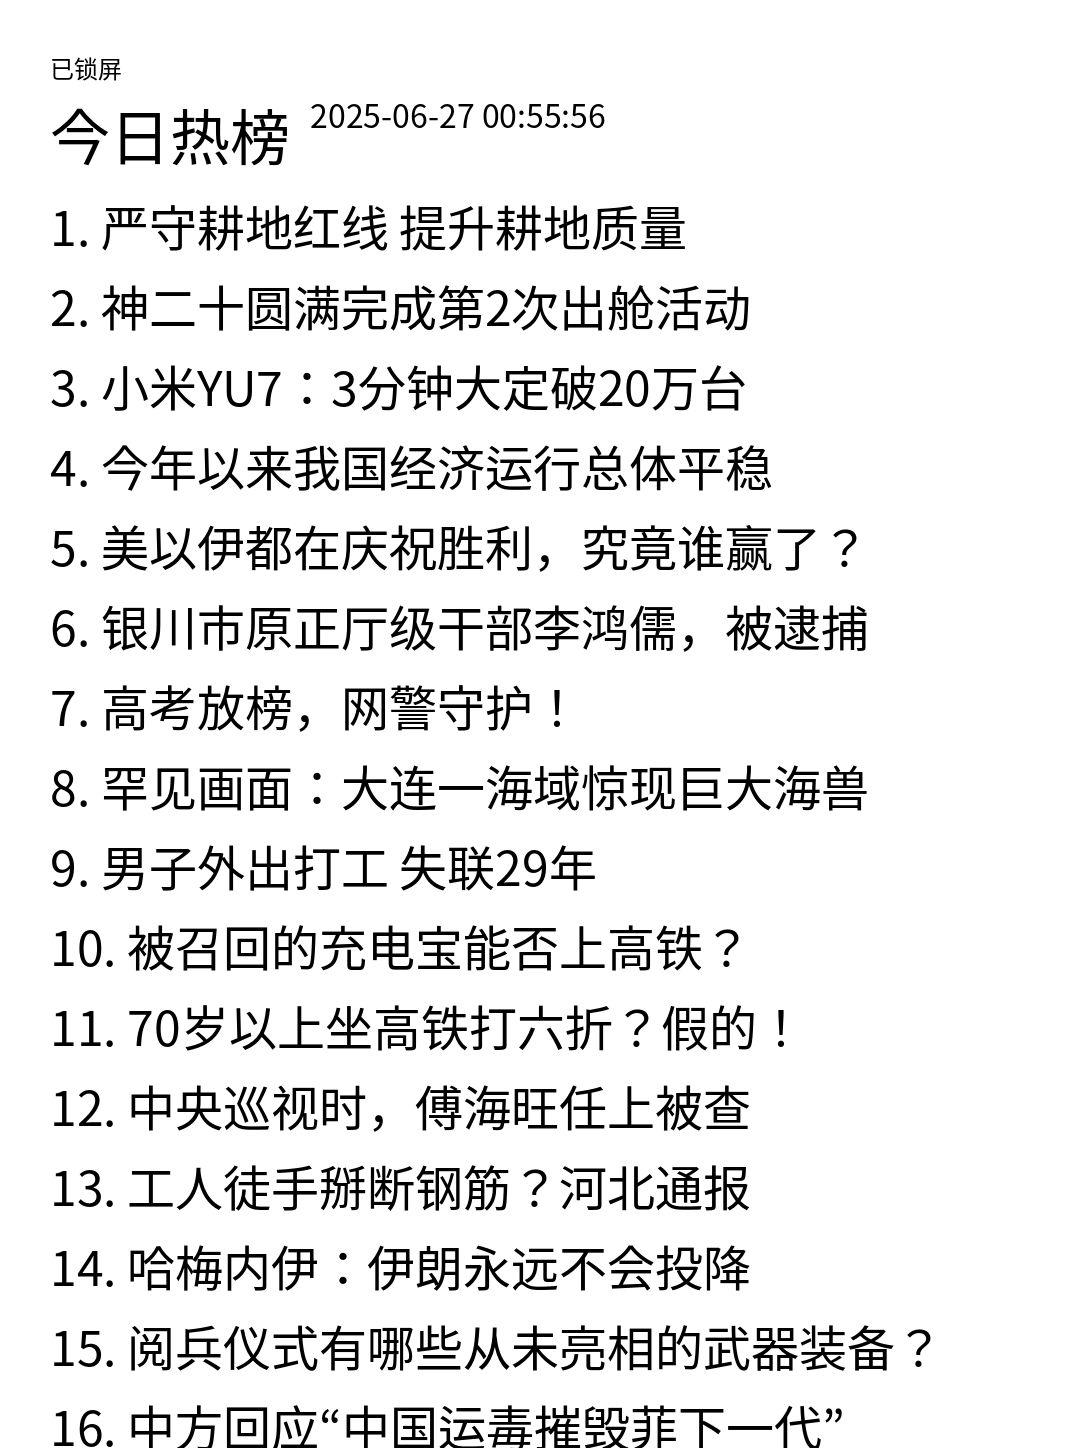 已锁屏
今日热榜 2025-06-27 00:55:56
1. 严守耕地红线 提升耕地质量
2. 神二十圆满完成第2次出舱活动
3. 小米YU7：3分钟大定破20万台
4. 今年以来我国经济运行总体平稳
5. 美以伊都在庆祝胜利，究竟谁赢了？
6. 银川市原正厅级干部李鸿儒，被逮捕
7. 高考放榜，网警守护！
8. 罕见画面：大连一海域惊现巨大海兽
9. 男子外出打工 失联29年
10. 被召回的充电宝能否上高铁？
11. 70岁以上坐高铁打六折？假的！
12. 中央巡视时，傅海旺任上被查
13. 工人徒手掰断钢筋？河北通报
14. 哈梅内伊：伊朗永远不会投降
15. 阅兵仪式有哪些从未亮相的武器装备？
16. 中方回应“中国运毒摧毁菲下一代”